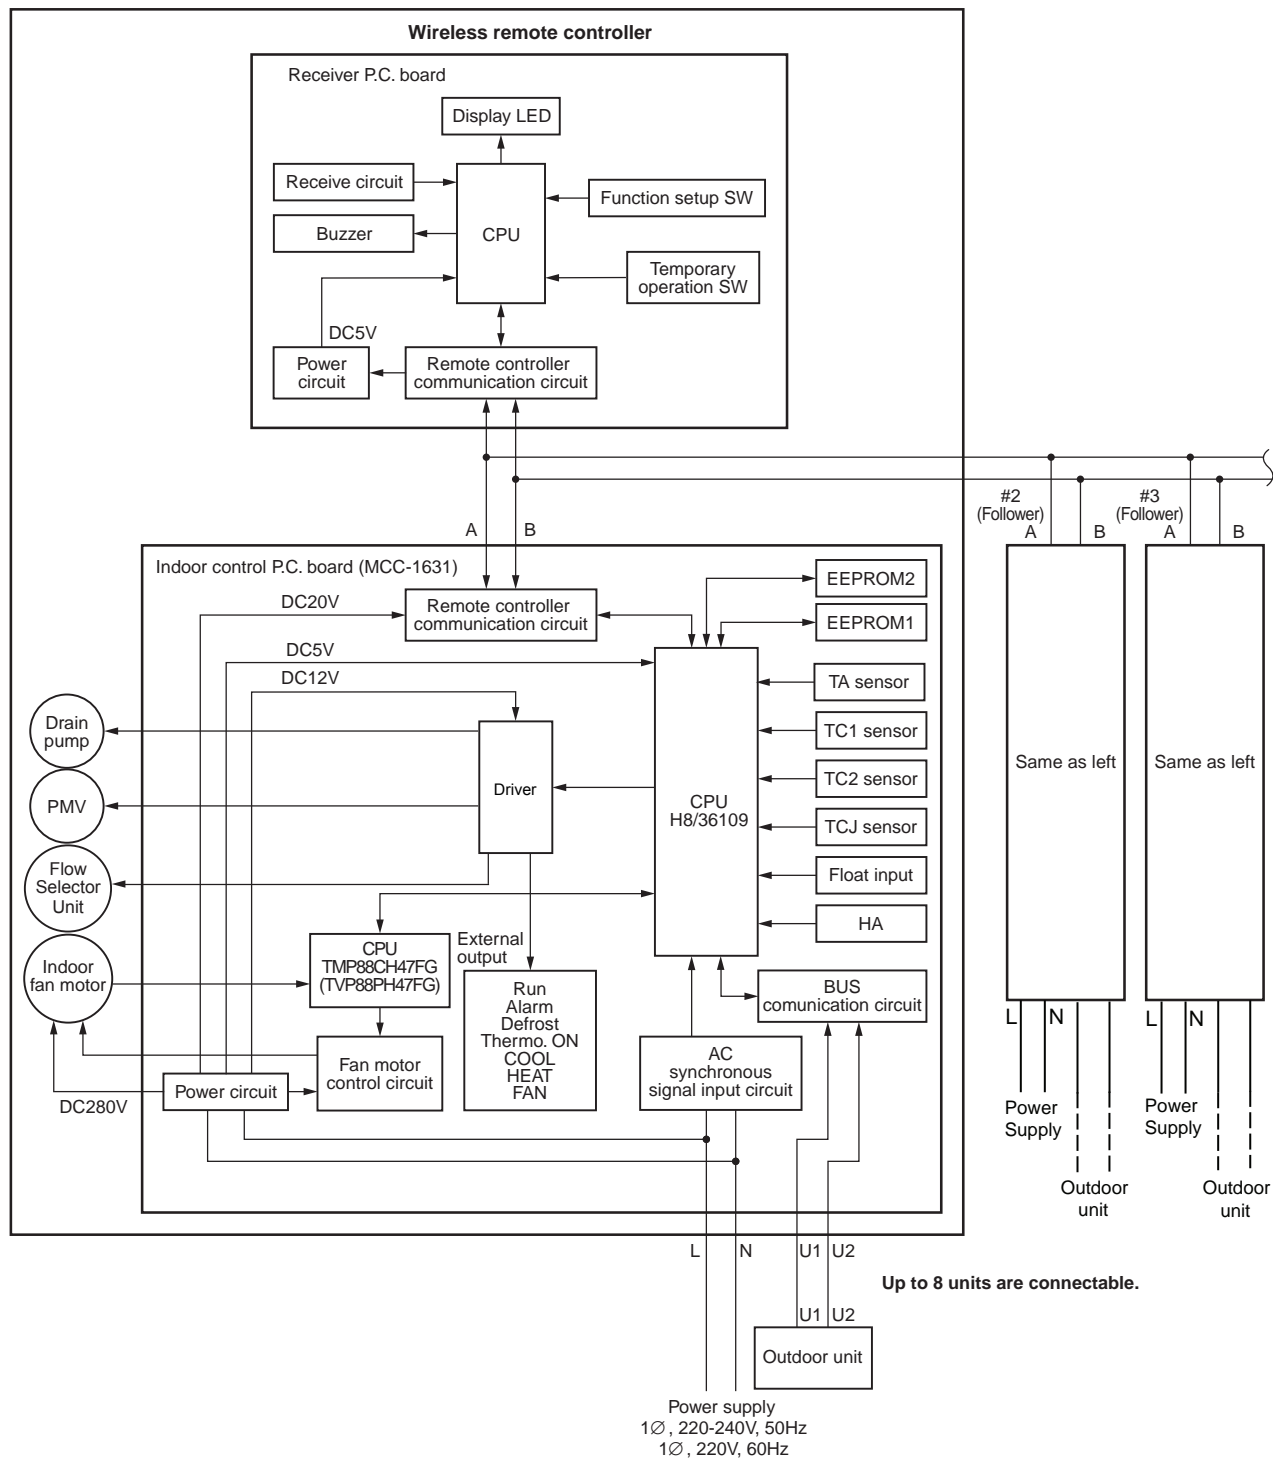 Wireless remote controller
Receiver P.C. board
Display LED
Receive circuit
Function setup SW
Buzzer
CPU
Temporary
operation SW
DC5V
Power
circuit
Remote controller
communication circuit
#2
(Follower)
A
B
#3
(Follower)
A
B
A
B
Indoor control P.C. board (MCC-1631)
EEPROM2
DC20V
Remote controller
communication circuit
EEPROM1
DC5V
DC12V
TA sensor
Drain
pump
TC1 sensor
Same as left
Same as left
Driver
TC2 sensor
PMV
CPU
H8/36109
TCJ sensor
Flow
Selector
Unit
Float input
HA
External
output
CPU
TMP88CH47FG
(TVP88PH47FG)
Indoor
fan motor
Run
Alarm
Defrost
Thermo. ON
COOL
HEAT
FAN
BUS
comunication circuit
L
N
L
N
AC
synchronous
signal input circuit
Fan motor
control circuit
Power circuit
DC280V
Power
Supply
Power
Supply
Outdoor
unit
Outdoor
unit
L
N
U1
U2
Up to 8 units are connectable.
U1
U2
Outdoor unit
Power supply
1∅, 220-240V, 50Hz
1∅, 220V, 60Hz